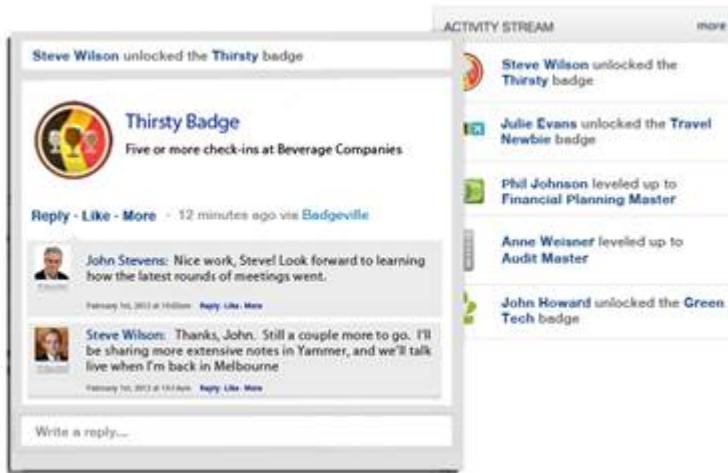 Steve Wilson unlocked the Thirsty badge
Thirsty Badge
Five or more check-ins at Beverage Companies
Reply - Like - More · 12 minutes ago via Badgeville
John Stevens: Nice work, Steve! Look forward to learning
how the latest rounds of meetings went.
Reply · Like · More
Steve Wilson: Thanks, John. Still a couple more to go. I'll
be sharing more extensive notes in Yammer, and we'll talk
live when I'm back in Melbourne
Reply · Like · More
Write a reply....
ACTIVITY STREAM more
Steve Wilson unlocked the
Thirsty badge
Julie Evans unlocked the Travel
Newbie badge
Phil Johnson leveled up to
Financial Planning Master
Anne Weisner leveled up to
Audit Master
John Howard unlocked the Green
Tech badge